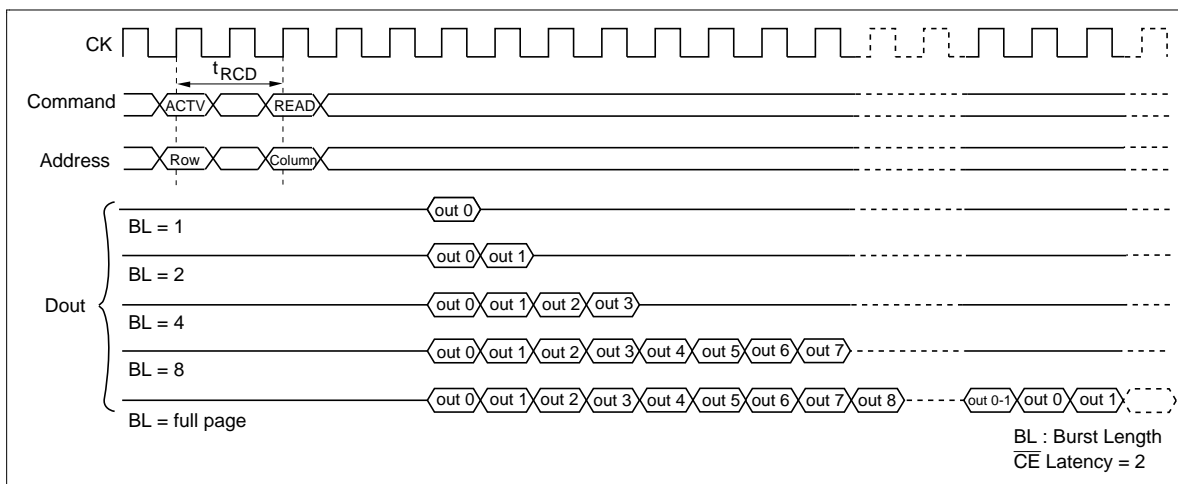 CK
tRCD
Command ACTV READ
Address Row Column
out 0
BL = 1
out 0 out 1
BL = 2
Dout
out 0 out 1 out 2 out 3
BL = 4
out 0 out 1 out 2 out 3 out 4 out 5 out 6 out 7
BL = 8
out 0 out 1 out 2 out 3 out 4 out 5 out 6 out 7 out 8 out 0-1 out 0 out 1
BL = full page
BL : Burst Length
CE Latency = 2